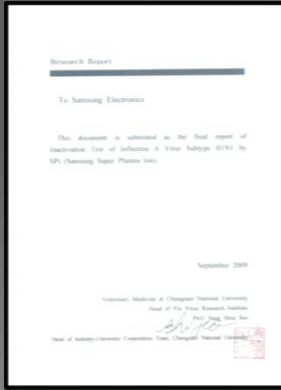 Research Report
To Samsung Electronics
This document is submitted as the final report of
Inactivation Test of Influenza A Virus Subtype H1N1 by
SPi (Samsung Super Plasma Ion).
September 2009
Veterinary Medicine at Chungnam National University
Head of Flu Virus Research Institute
Prof. Sang Heui Seo
Head of Industry-University Cooperation Team, Chungnam National University